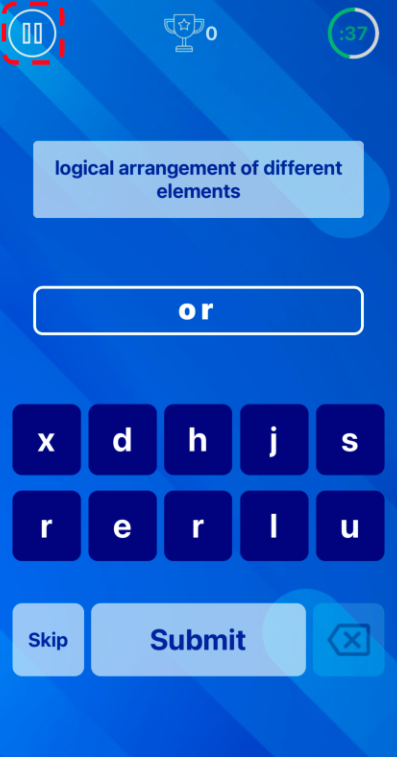 0
:37
logical arrangement of different
elements
or
x d h j s
r e r l u
Skip Submit